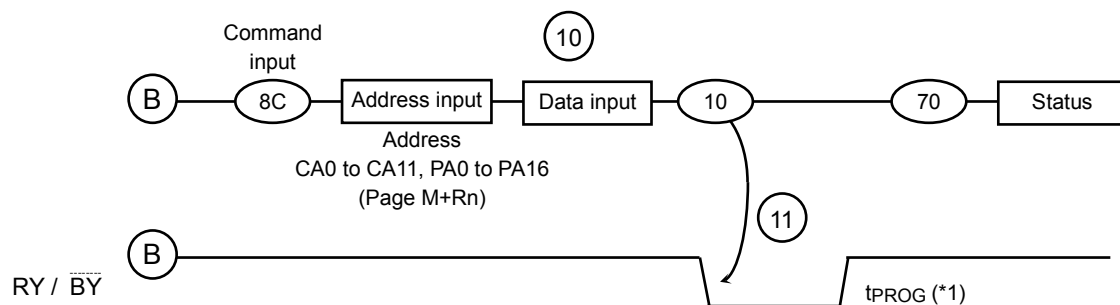 Command
input
10
B
8C
Address input
Data input
10
70
Status
Address
CA0 to CA11, PA0 to PA16
(Page M+Rn)
11
B
RY / BY
tPROG (*1)